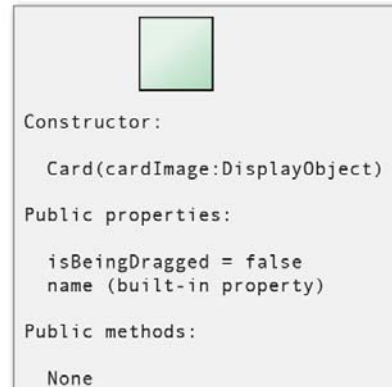 Constructor:
Card(cardImage:DisplayObject)
Public properties:
isBeingDragged = false
name (built-in property)
Public methods:
None